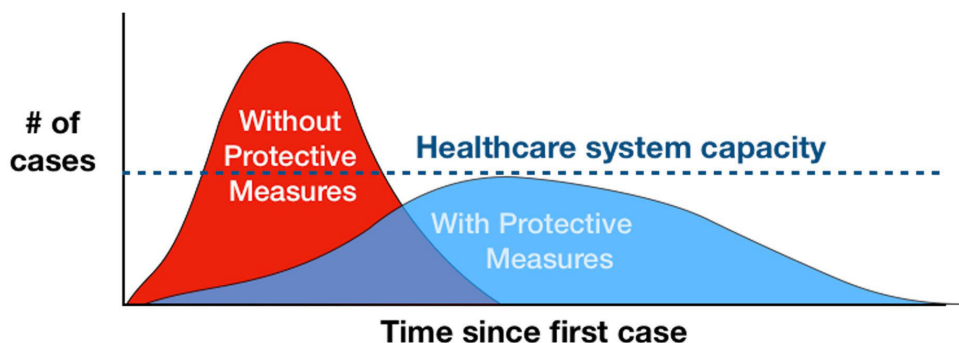 # of
cases
Without
Protective
Measures
Healthcare system capacity
With Protective
Measures
Time since first case